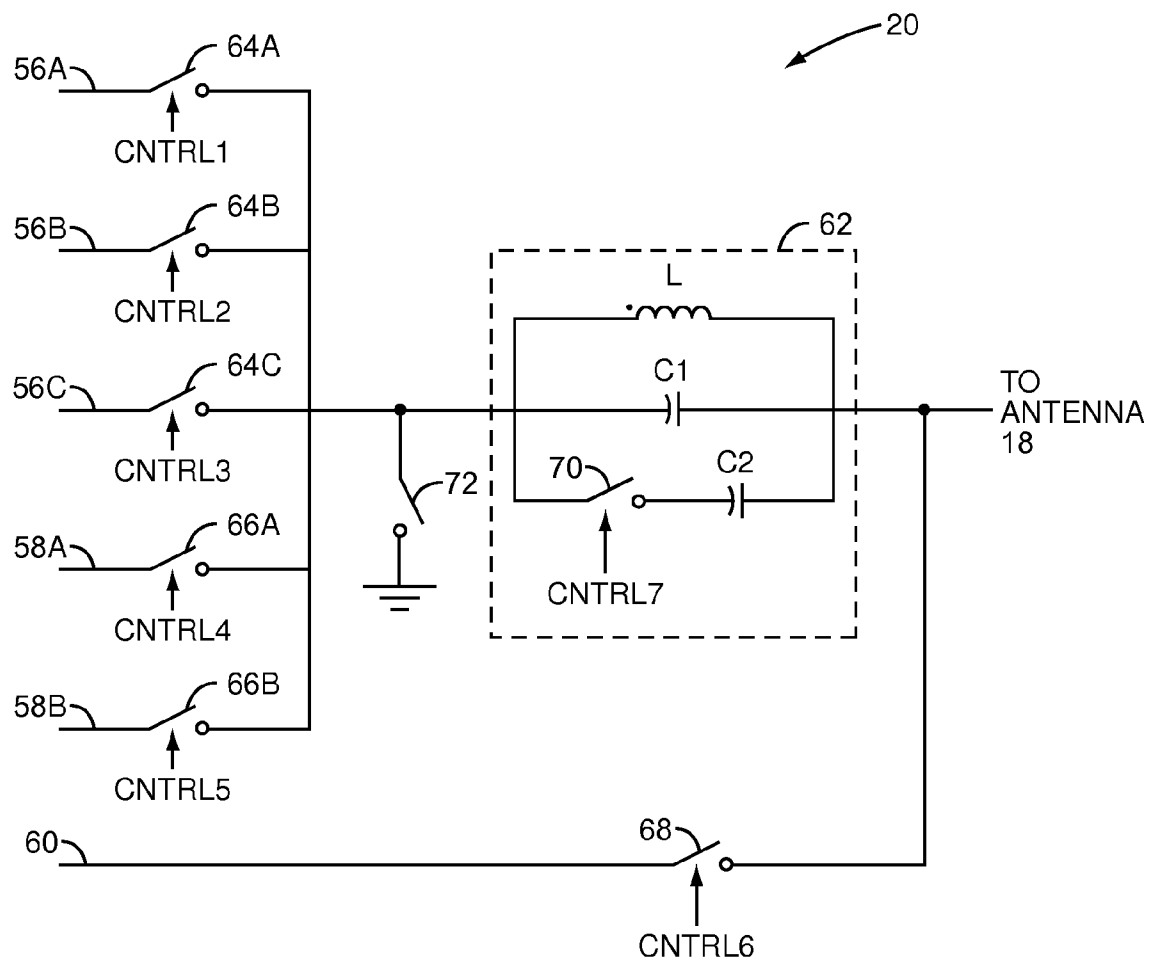 20
64A
56A
CNTRL1
64B
56B
CNTRL2
62
L
64C
56C
CNTRL3
C1
TO
ANTENNA
18
70
C2
72
66A
58A
CNTRL4
CNTRL7
66B
58B
CNTRL5
60
68
CNTRL6